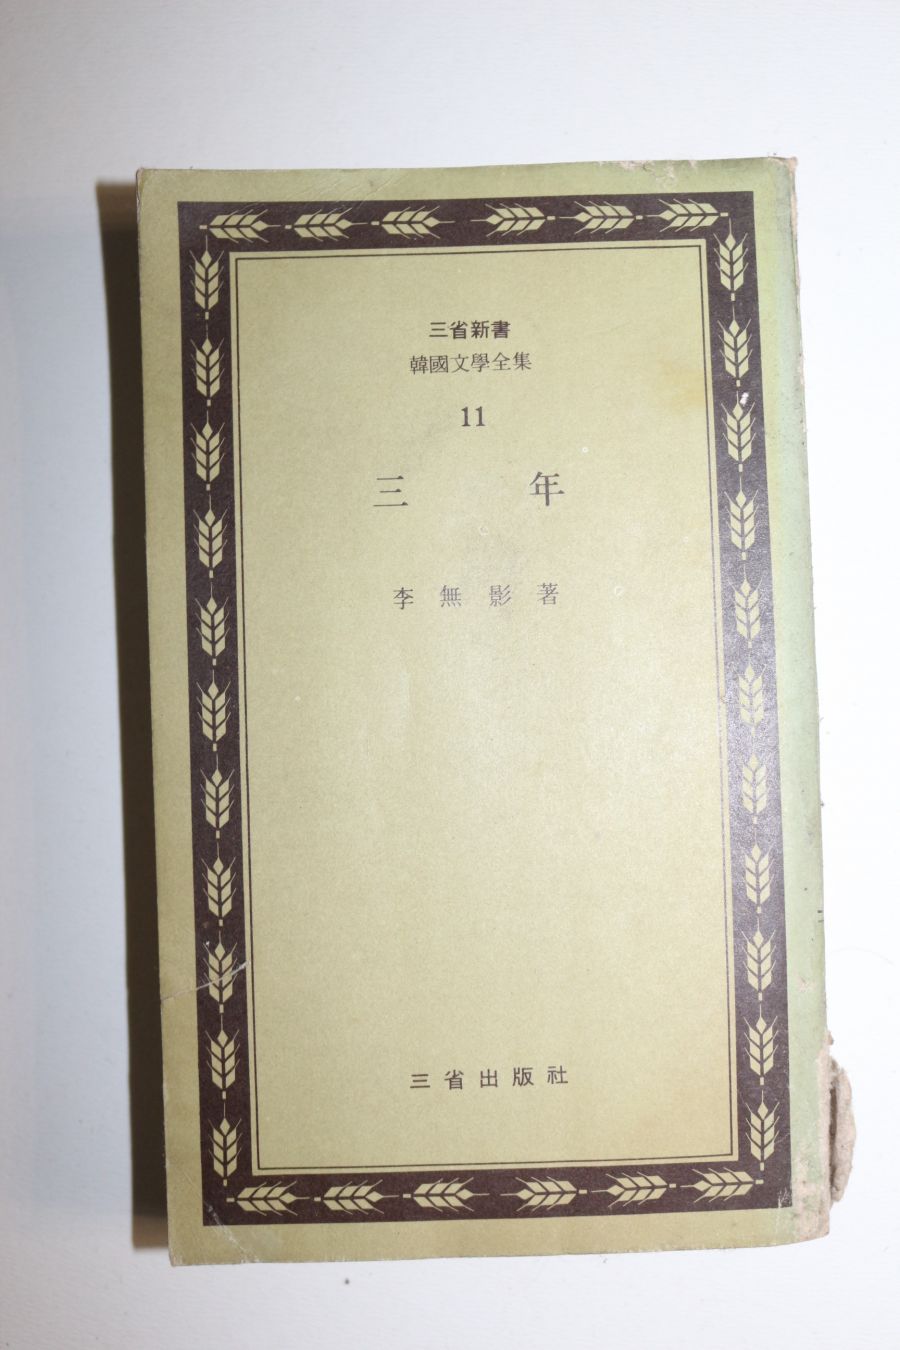 三省新書
韓國文學全集
11
三年
李無影著
三省出版社